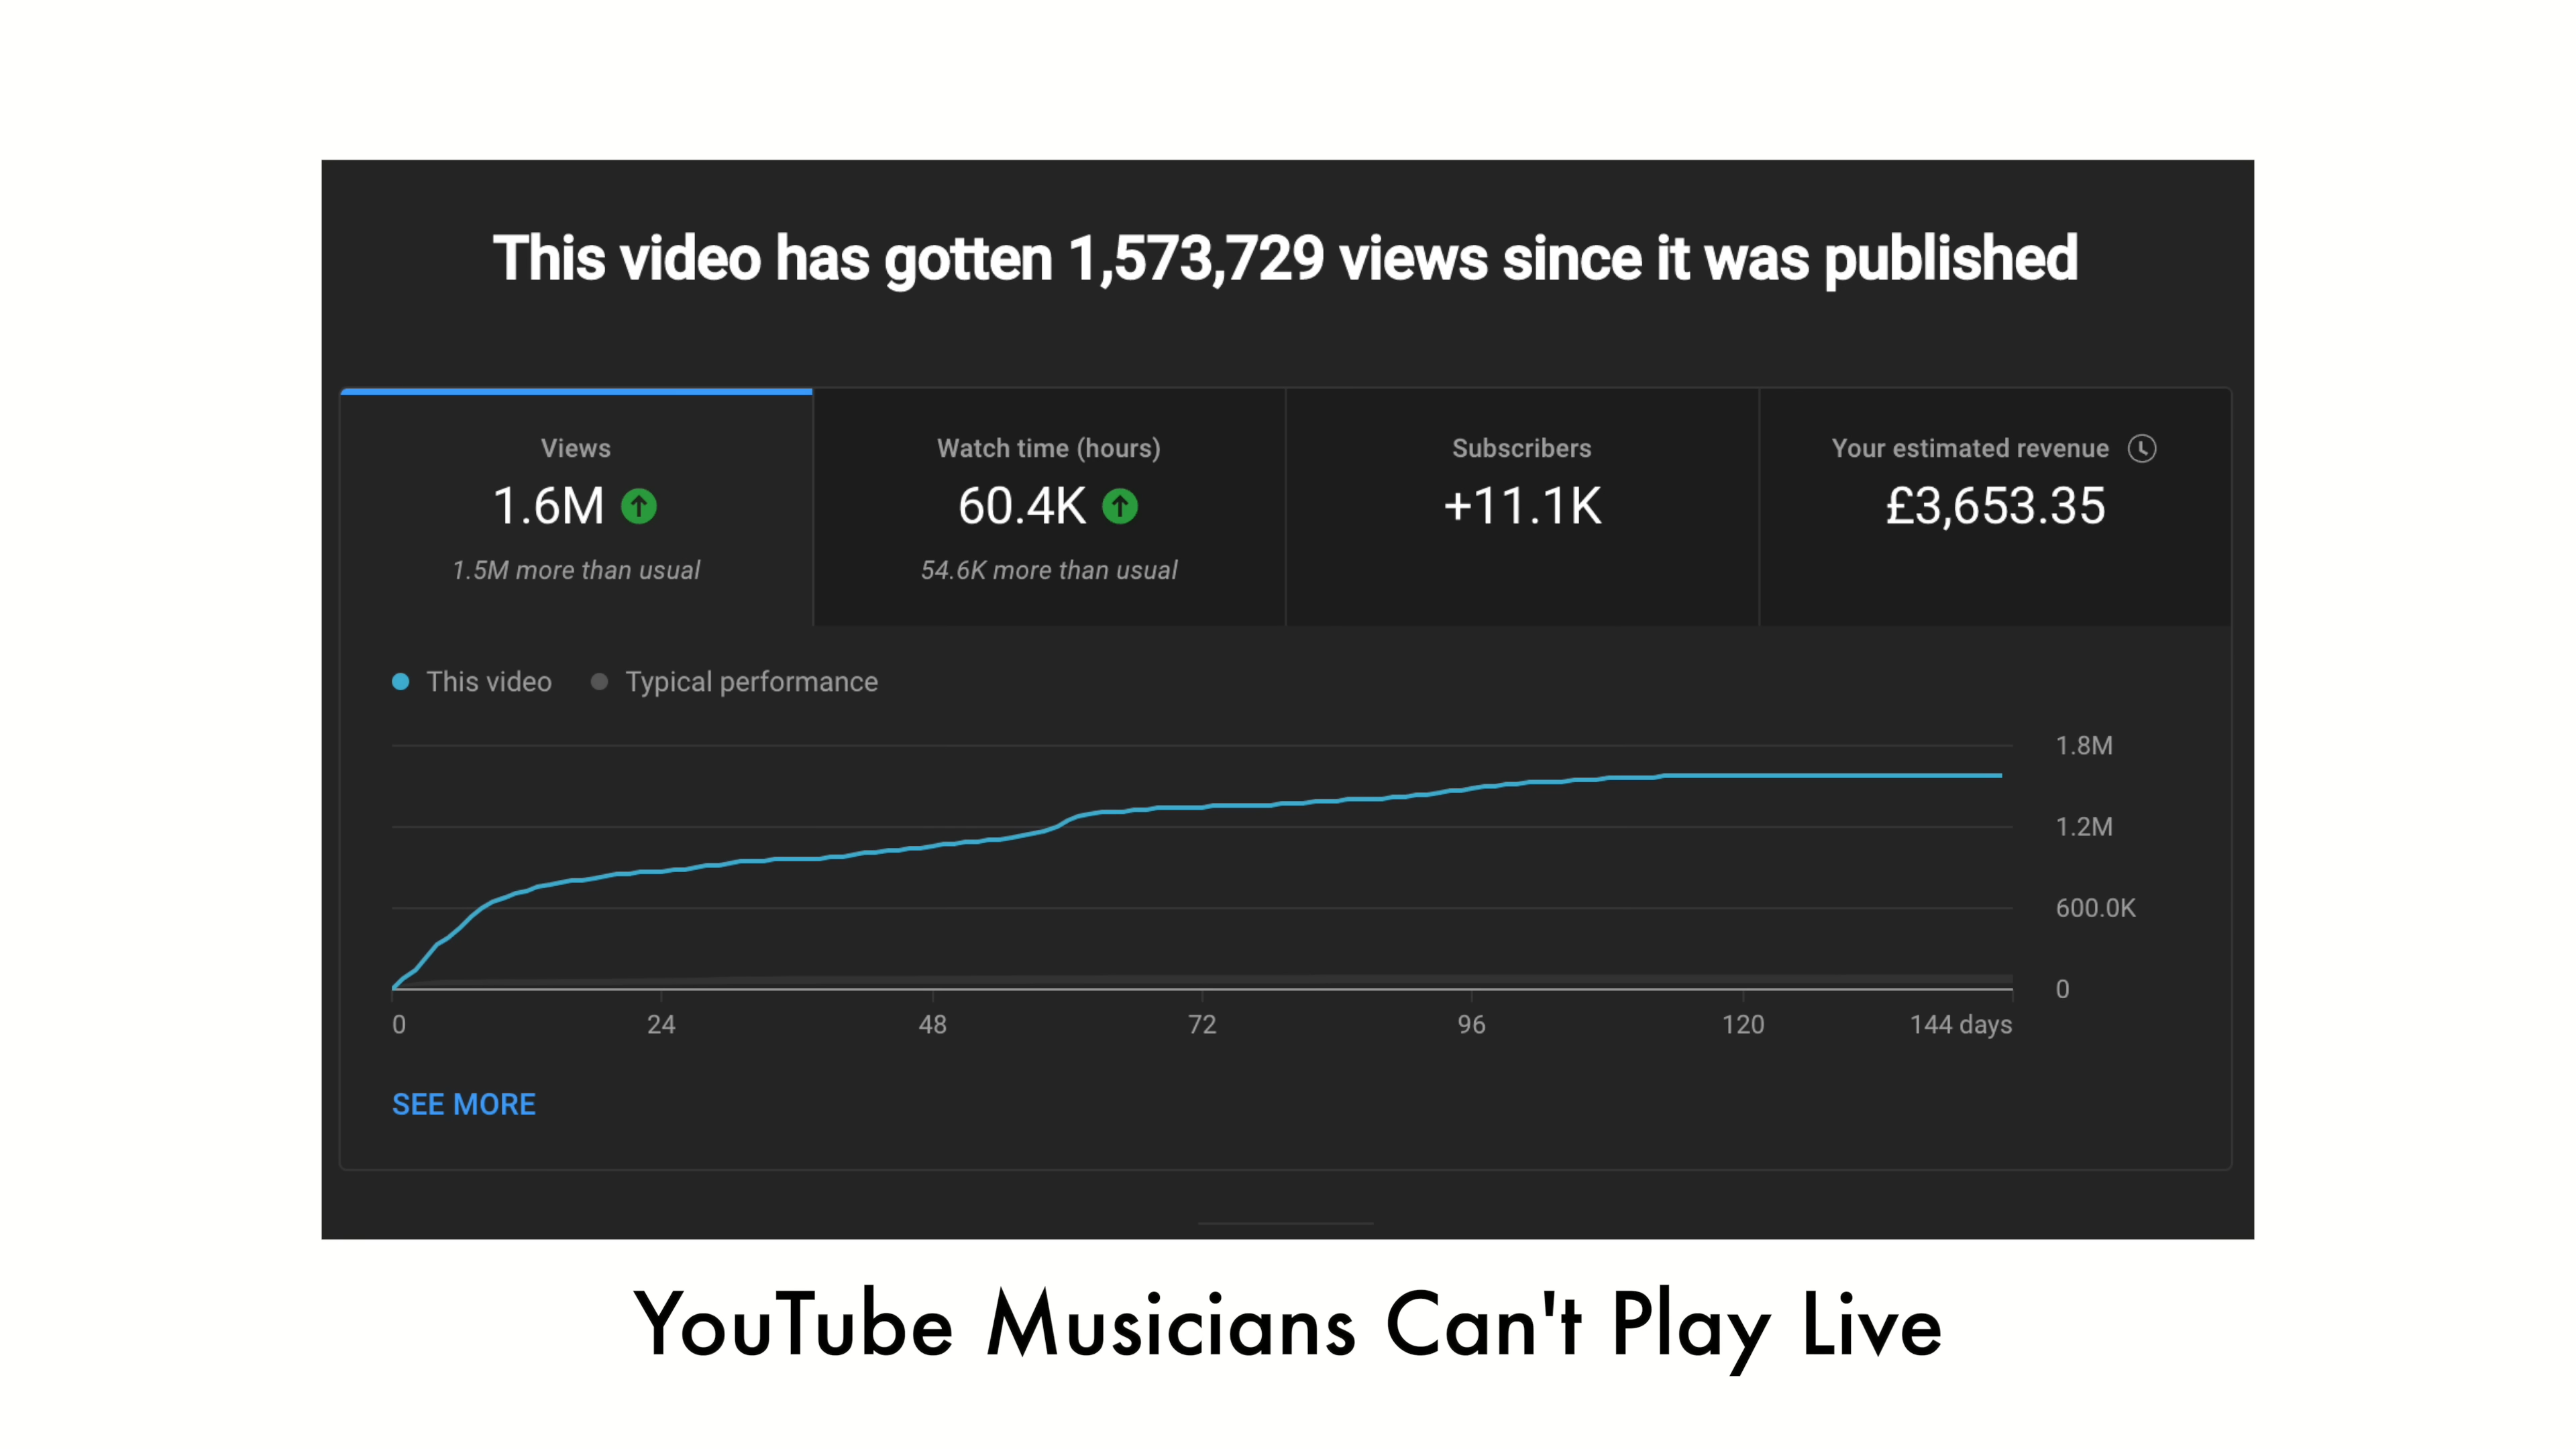 This video has gotten 1,573,729 views since it was published
Views
1.6M
1.5M more than usual
Watch time (hours)
60.4K
54.6K more than usual
Subscribers
+11.1K
Your estimated revenue
£3,653.35
This video
Typical performance
1.8M
1.2M
600.0K
0
0 24 48 72 96 120 144 days
SEE MORE
YouTube Musicians Can't Play Live